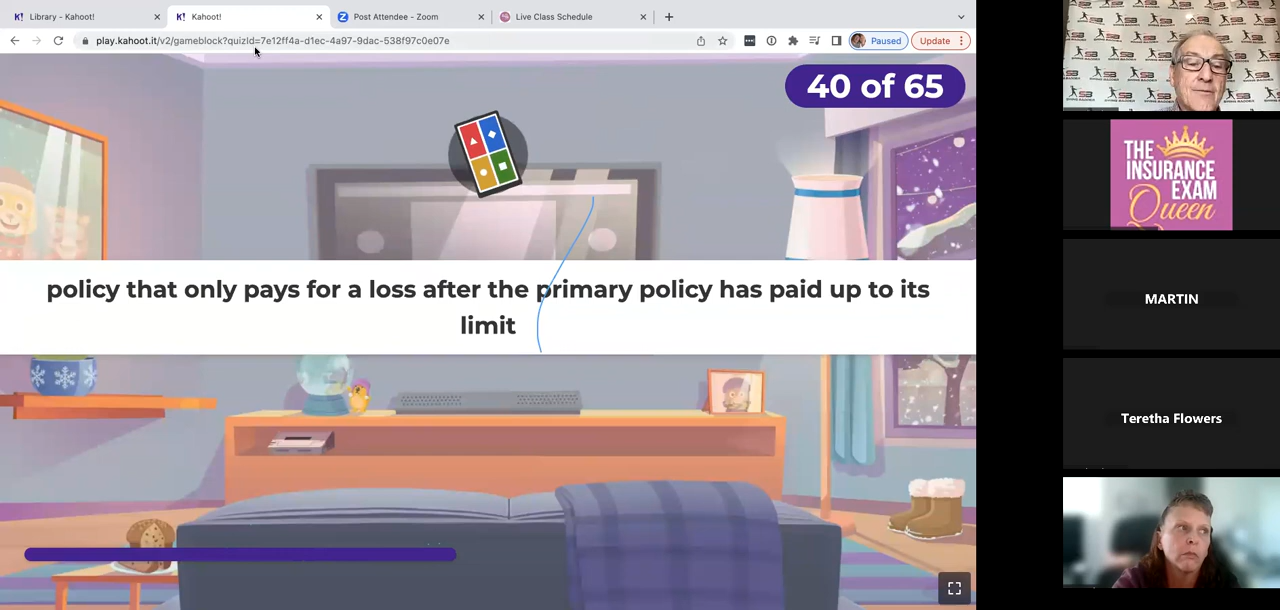 Library - Kahoot!
Kahoot!
Post Attendee - Zoom
Live Class Schedule
play.kahoot.it/v2/gameblock?quizId=7e12ff4a-d1ec-4a97-9dac-538f97c0e07e
Paused
Update
40 of 65
policy that only pays for a loss after the primary policy has paid up to its
limit
THE
INSURANCE
EXAM
Queen
MARTIN
Teretha Flowers